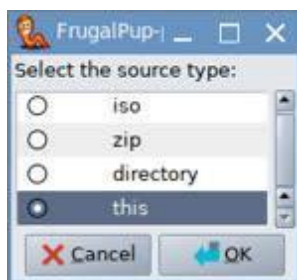 FrugalPup-
Select the source type:
iso
zip
directory
this
Cancel
OK